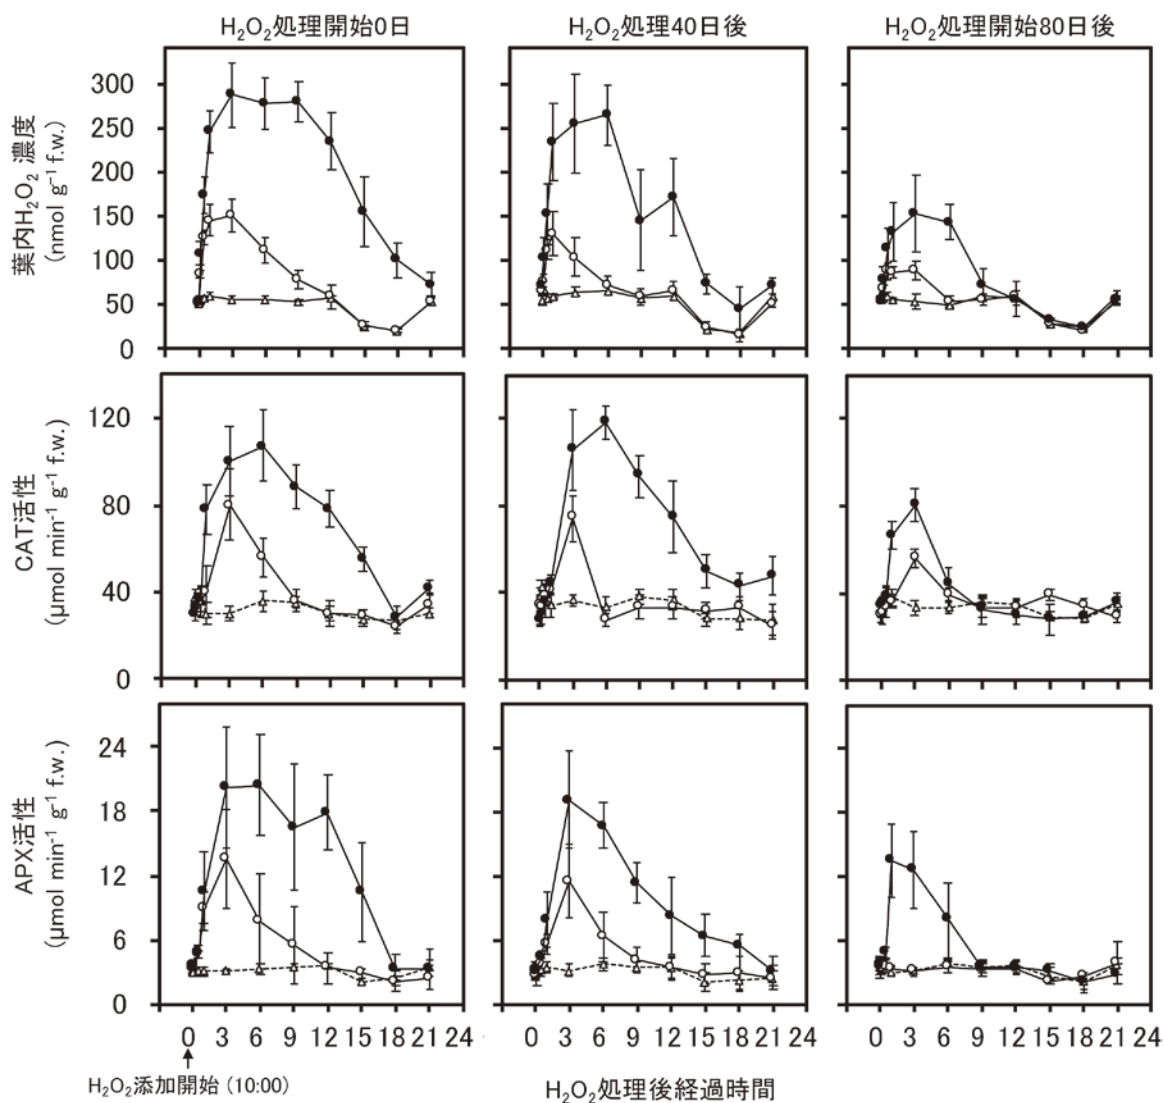 H₂O₂処理開始0日 H₂O₂処理40日後 H₂O₂処理開始80日後
葉内H₂O₂ 濃度
(nmol g⁻¹ f.w.)
300
250
200
150
100
50
0
CAT活性
(μmol min⁻¹ g⁻¹ f.w.)
120
80
40
0
APX活性
(μmol min⁻¹ g⁻¹ f.w.)
24
18
12
6
0
0 3 6 9 12 15 18 21 24 0 3 6 9 12 15 18 21 24 0 3 6 9 12 15 18 21 24
H₂O₂添加開始 (10:00) H₂O₂処理後経過時間